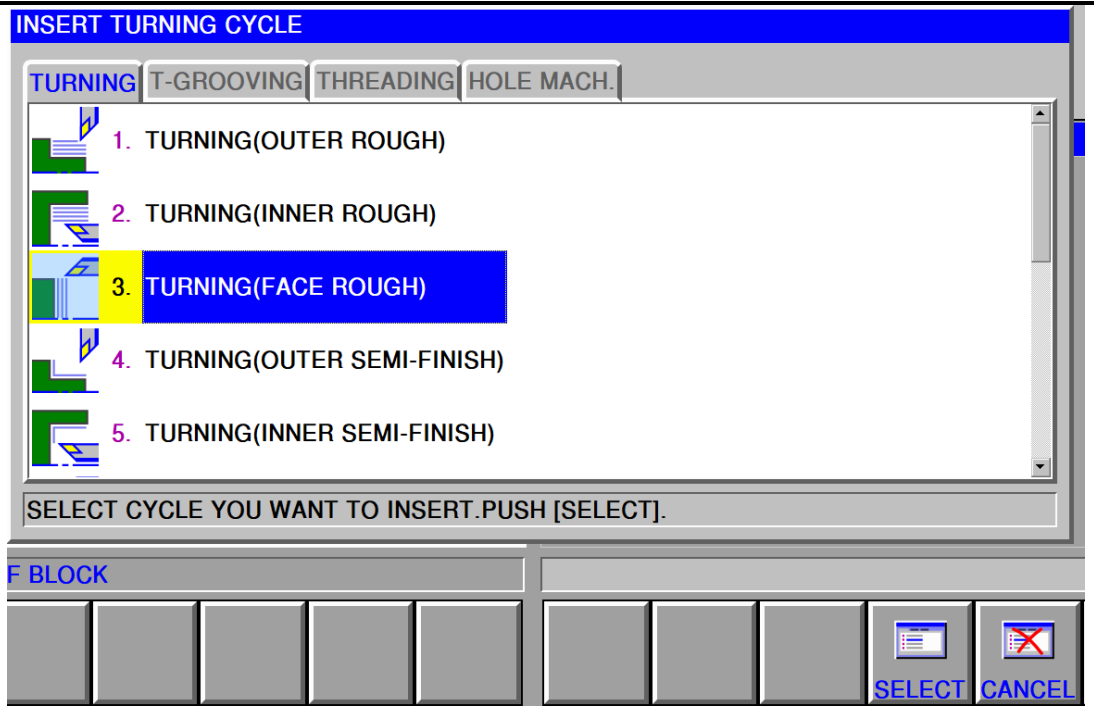 INSERT TURNING CYCLE
TURNING T-GROOVING THREADING HOLE MACH.
1. TURNING(OUTER ROUGH)
2. TURNING(INNER ROUGH)
3. TURNING(FACE ROUGH)
4. TURNING(OUTER SEMI-FINISH)
5. TURNING(INNER SEMI-FINISH)
SELECT CYCLE YOU WANT TO INSERT.PUSH [SELECT].
F BLOCK
SELECT CANCEL